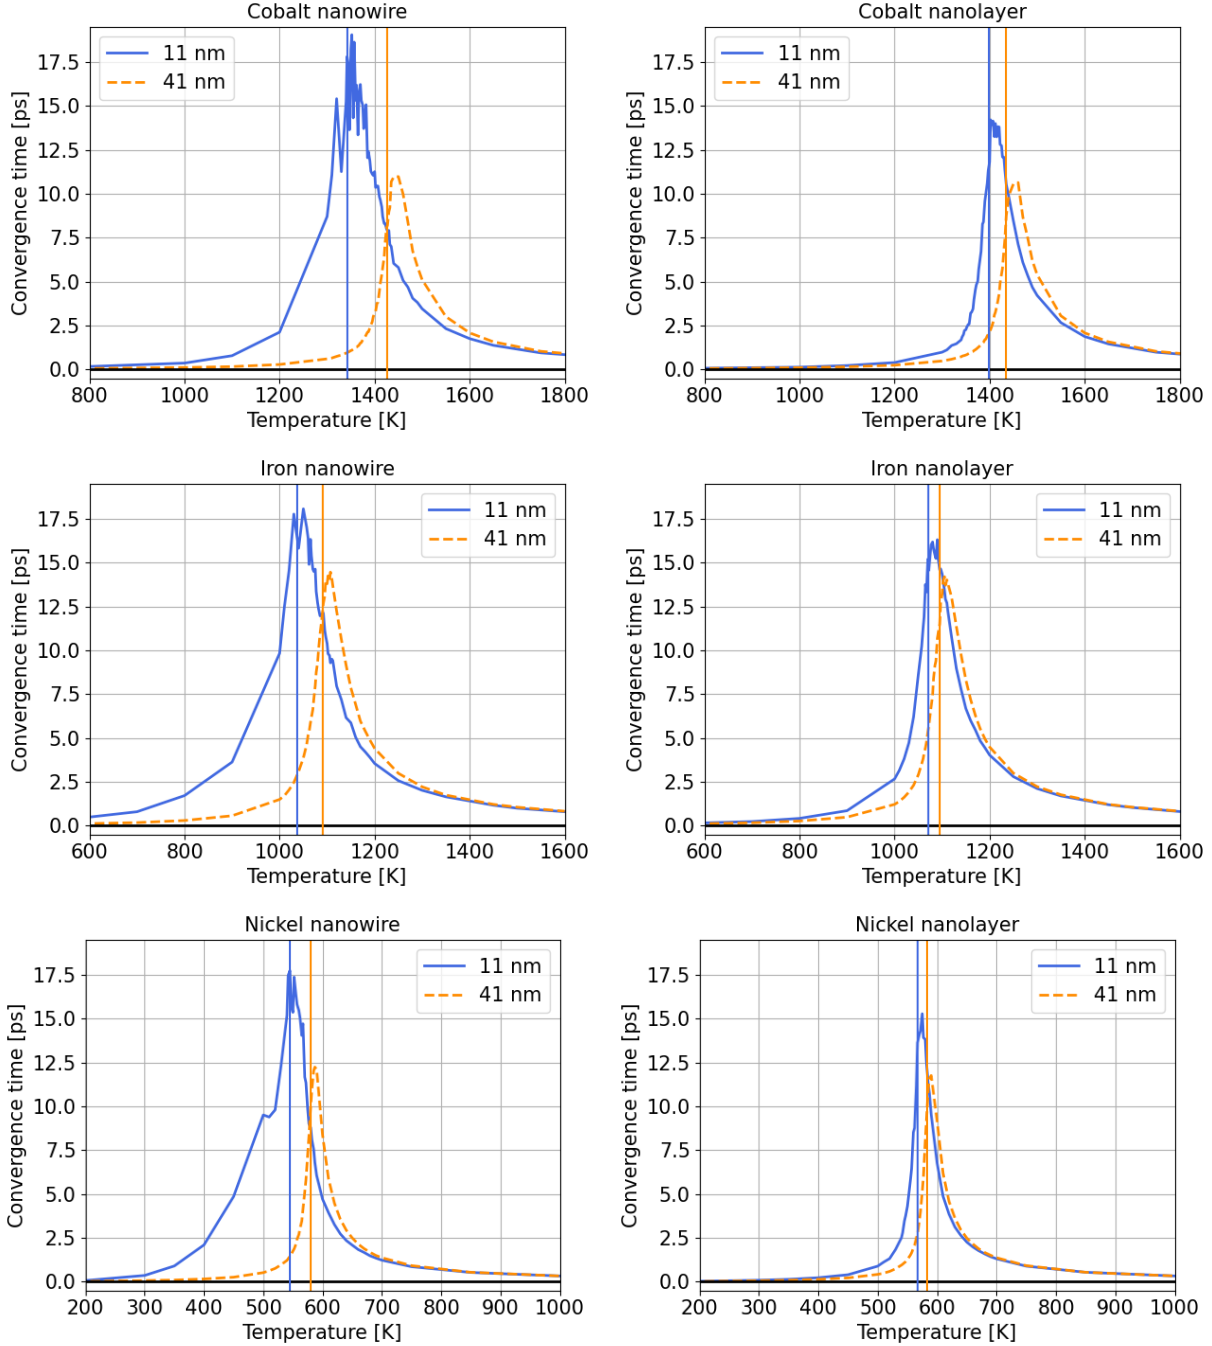 Cobalt nanowire
11 nm
41 nm
Convergence time [ps]
17.5
15.0
12.5
10.0
7.5
5.0
2.5
0.0
800 1000 1200 1400 1600 1800
Temperature [K]
Cobalt nanolayer
11 nm
41 nm
Convergence time [ps]
17.5
15.0
12.5
10.0
7.5
5.0
2.5
0.0
800 1000 1200 1400 1600 1800
Temperature [K]
Iron nanowire
11 nm
41 nm
Convergence time [ps]
17.5
15.0
12.5
10.0
7.5
5.0
2.5
0.0
600 800 1000 1200 1400 1600
Temperature [K]
Iron nanolayer
11 nm
41 nm
Convergence time [ps]
17.5
15.0
12.5
10.0
7.5
5.0
2.5
0.0
600 800 1000 1200 1400 1600
Temperature [K]
Nickel nanowire
11 nm
41 nm
Convergence time [ps]
17.5
15.0
12.5
10.0
7.5
5.0
2.5
0.0
200 300 400 500 600 700 800 900 1000
Temperature [K]
Nickel nanolayer
11 nm
41 nm
Convergence time [ps]
17.5
15.0
12.5
10.0
7.5
5.0
2.5
0.0
200 300 400 500 600 700 800 900 1000
Temperature [K]